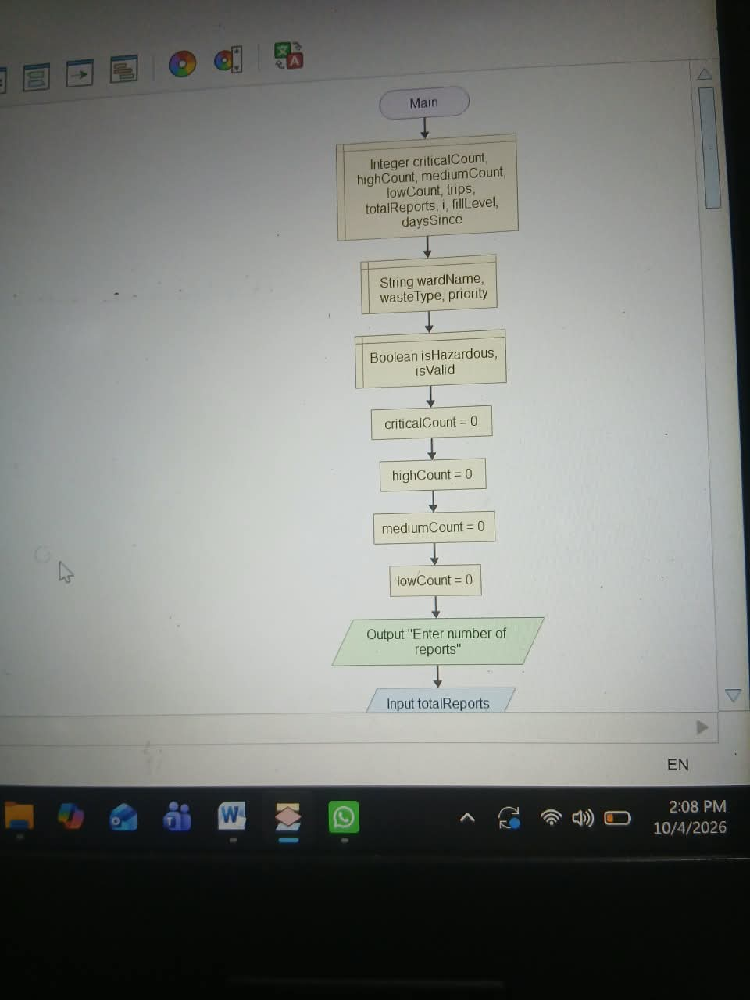 Main
Integer criticalCount,
highCount, mediumCount,
lowCount, trips,
totalReports, i, fillLevel,
daysSince
String wardName,
wasteType, priority
Boolean isHazardous,
isValid
criticalCount = 0
highCount = 0
mediumCount = 0
lowCount = 0
Output "Enter number of
reports"
Input totalReports
EN
2:08 PM
10/4/2026